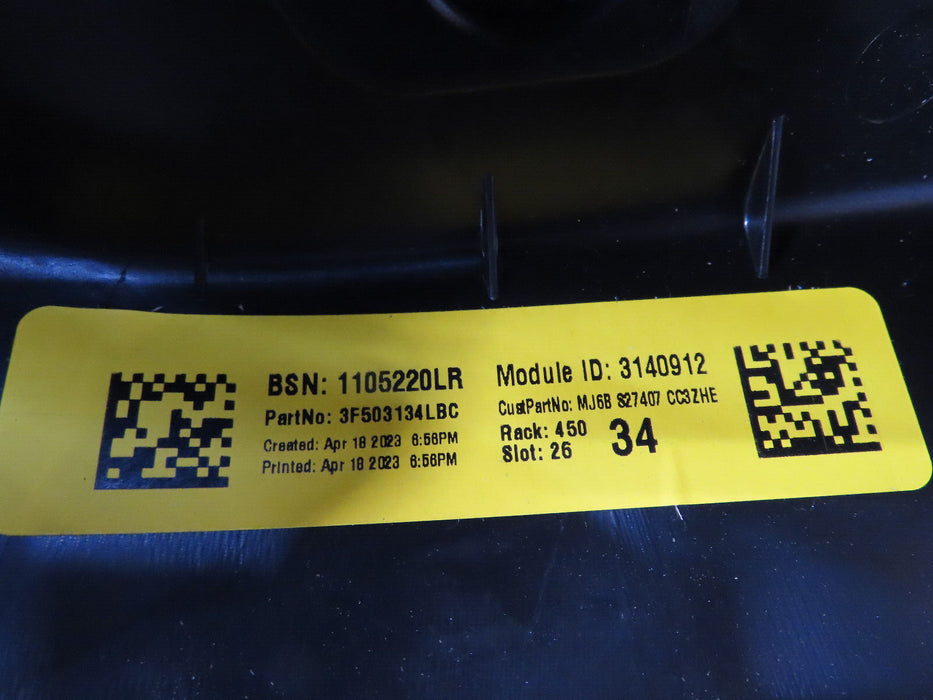 BSN: 1105220LR
PartNo: 3F503134LBC
Created: Apr 18 2023 6:56PM
Printed: Apr 18 2023 6:56PM
Module ID: 3140912
CustPartNo: MJ6B S27407 CC3ZHE
Rack: 450
Slot: 26
34